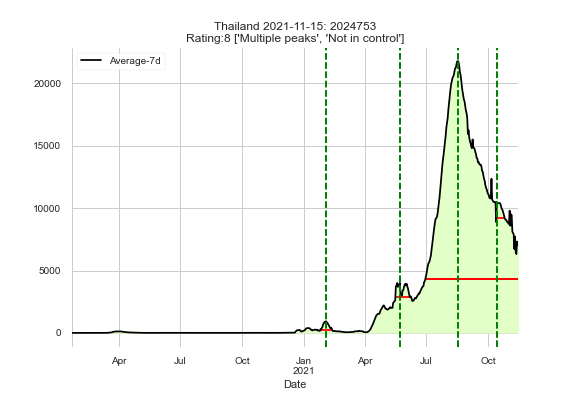 Thailand 2021-11-15: 2024753
Rating:8 ['Multiple peaks', 'Not in control']
Average-7d
20000
15000
10000
5000
0
Apr Jul Oct Jan Apr Jul Oct
2021
Date